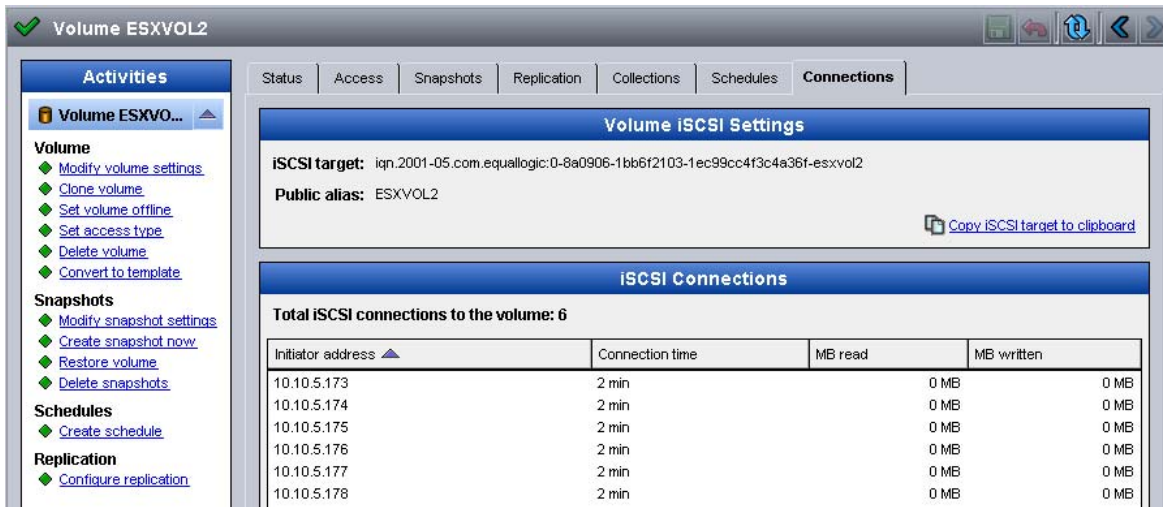 Volume ESXVOL2
Activities
Volume ESXVO...
Volume
Modify volume settings
Clone volume
Set volume offline
Set access type
Delete volume
Convert to template
Snapshots
Modify snapshot settings
Create snapshot now
Restore volume
Delete snapshots
Schedules
Create schedule
Replication
Configure replication
Status Access Snapshots Replication Collections Schedules Connections
Volume iSCSI Settings
iSCSI target: iqn.2001-05.com.equallogic:0-8a0906-1bb6f2103-1ec99cc4f3c4a36f-esxvol2
Public alias: ESXVOL2
Copy iSCSI target to clipboard
iSCSI Connections
Total iSCSI connections to the volume: 6
Initiator address Connection time MB read MB written
10.10.5.173 2 min 0 MB 0 MB
10.10.5.174 2 min 0 MB 0 MB
10.10.5.175 2 min 0 MB 0 MB
10.10.5.176 2 min 0 MB 0 MB
10.10.5.177 2 min 0 MB 0 MB
10.10.5.178 2 min 0 MB 0 MB